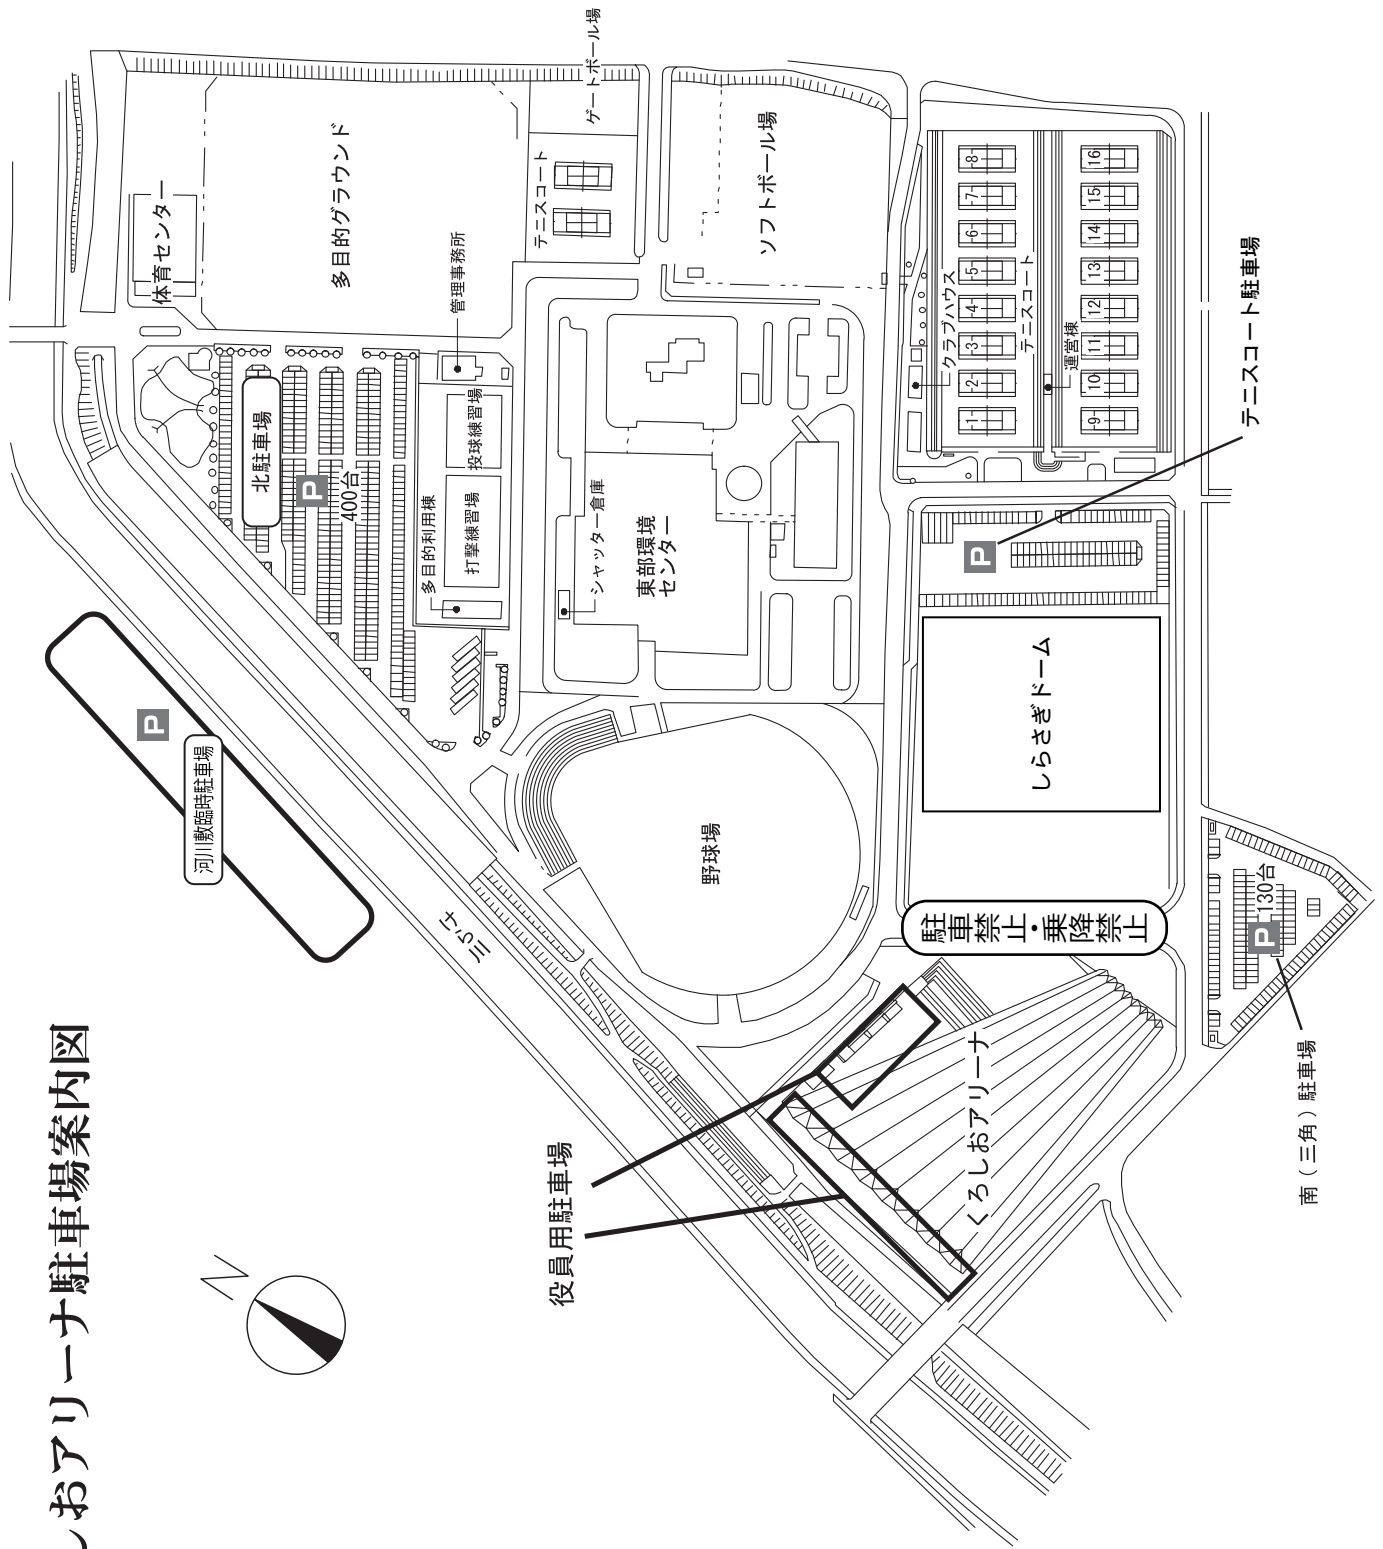 しおアリーナ駐車場案内図
N
体育センター
多目的グラウンド
ゲートボール場
テニスコート
ソフトボール場
管理事務所
北駐車場
P
400台
投球練習場
打撃練習場
多目的利用棟
シャッター倉庫
東部環境
センター
クラブハウス
テニスコート
運営棟
1
2
3
4
5
6
7
8
9
10
11
12
13
14
15
16
テニスコート駐車場
P
しらさぎドーム
野球場
P
河川敷臨時駐車場
けら川
駐車禁止・乗降禁止
くろしおアリーナ
役員用駐車場
130台
P
南（三角）駐車場